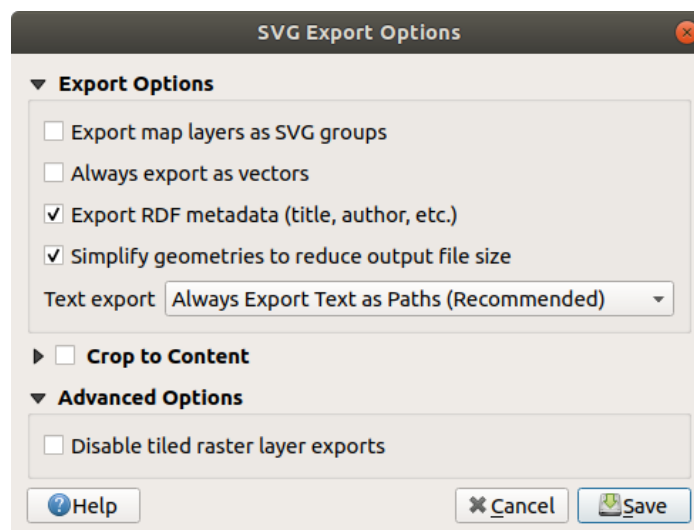 SVG Export Options
Export Options
Export map layers as SVG groups
Always export as vectors
Export RDF metadata (title, author, etc.)
Simplify geometries to reduce output file size
Text export Always Export Text as Paths (Recommended)
Crop to Content
Advanced Options
Disable tiled raster layer exports
Help Cancel Save